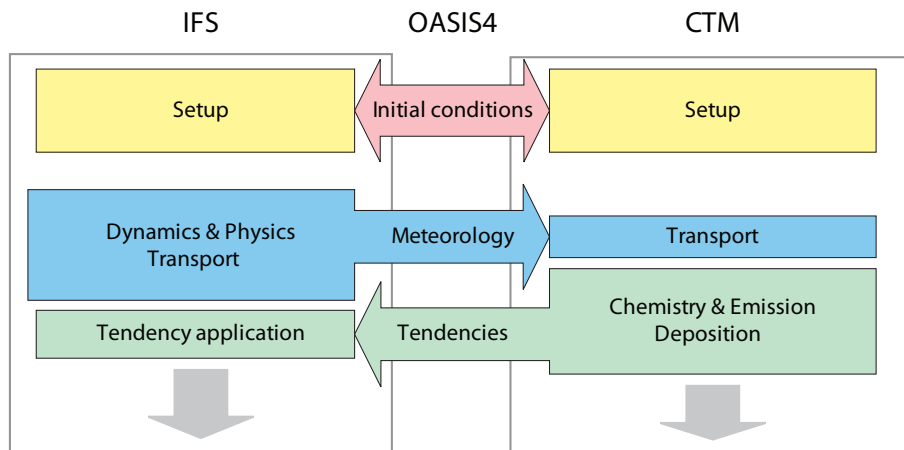 IFS OASIS4 CTM
Setup Initial conditions Setup
Dynamics & Physics
Transport
Meteorology
Transport
Tendency application
Tendencies
Chemistry & Emission
Deposition